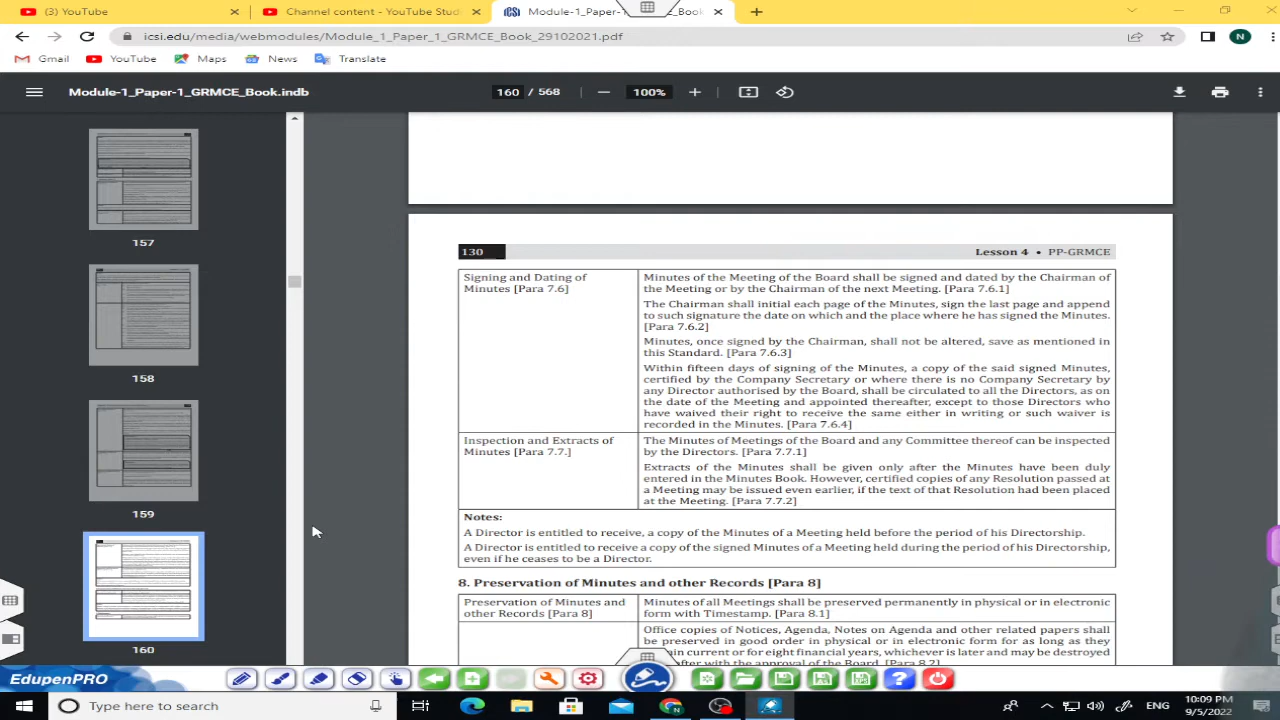 (3) YouTube
Channel content - YouTube Stud
ICSI Module-1_Paper-1_GRMCE_Book_
icsi.edu/media/webmodules/Module_1_Paper_1_GRMCE_Book_29102021.pdf
N
Gmail YouTube Maps News Translate
Module-1_Paper-1_GRMCE_Book.indb
160 / 568
100%
157
158
159
160
130
Lesson 4 • PP-GRMCE
Signing and Dating of
Minutes [Para 7.6]
Minutes of the Meeting of the Board shall be signed and dated by the Chairman of
the Meeting or by the Chairman of the next Meeting. [Para 7.6.1]
The Chairman shall initial each page of the Minutes, sign the last page and append
to such signature the date on which and the place where he has signed the Minutes.
[Para 7.6.2]
Minutes, once signed by the Chairman, shall not be altered, save as mentioned in
this Standard. [Para 7.6.3]
Within fifteen days of signing of the Minutes, a copy of the said signed Minutes,
certified by the Company Secretary or where there is no Company Secretary by
any Director authorised by the Board, shall be circulated to all the Directors, as on
the date of the Meeting and appointed thereafter, except to those Directors who
have waived their right to receive the same either in writing or such waiver is
recorded in the Minutes. [Para 7.6.4]
Inspection and Extracts of
Minutes [Para 7.7.]
The Minutes of Meetings of the Board and any Committee thereof can be inspected
by the Directors. [Para 7.7.1]
Extracts of the Minutes shall be given only after the Minutes have been duly
entered in the Minutes Book. However, certified copies of any Resolution passed at
a Meeting may be issued even earlier, if the text of that Resolution had been placed
at the Meeting. [Para 7.7.2]
Notes:
A Director is entitled to receive, a copy of the Minutes of a Meeting held before the period of his Directorship.
A Director is entitled to receive a copy of the signed Minutes of a Meeting held during the period of his Directorship,
even if he ceases to be a Director.
8. Preservation of Minutes and other Records [Para 8]
Preservation of Minutes and
other Records [Para 8]
Minutes of all Meetings shall be preserved permanently in physical or in electronic
form with Timestamp. [Para 8.1]
Office copies of Notices, Agenda, Notes on Agenda and other related papers shall
be preserved in good order in physical or in electronic form for as long as they
in current or for eight financial years, whichever is later and may be destroyed
after with the approval of the Board. [Para 8.2]
EdupenPRO
Type here to search
ENG
10:09 PM
9/5/2022